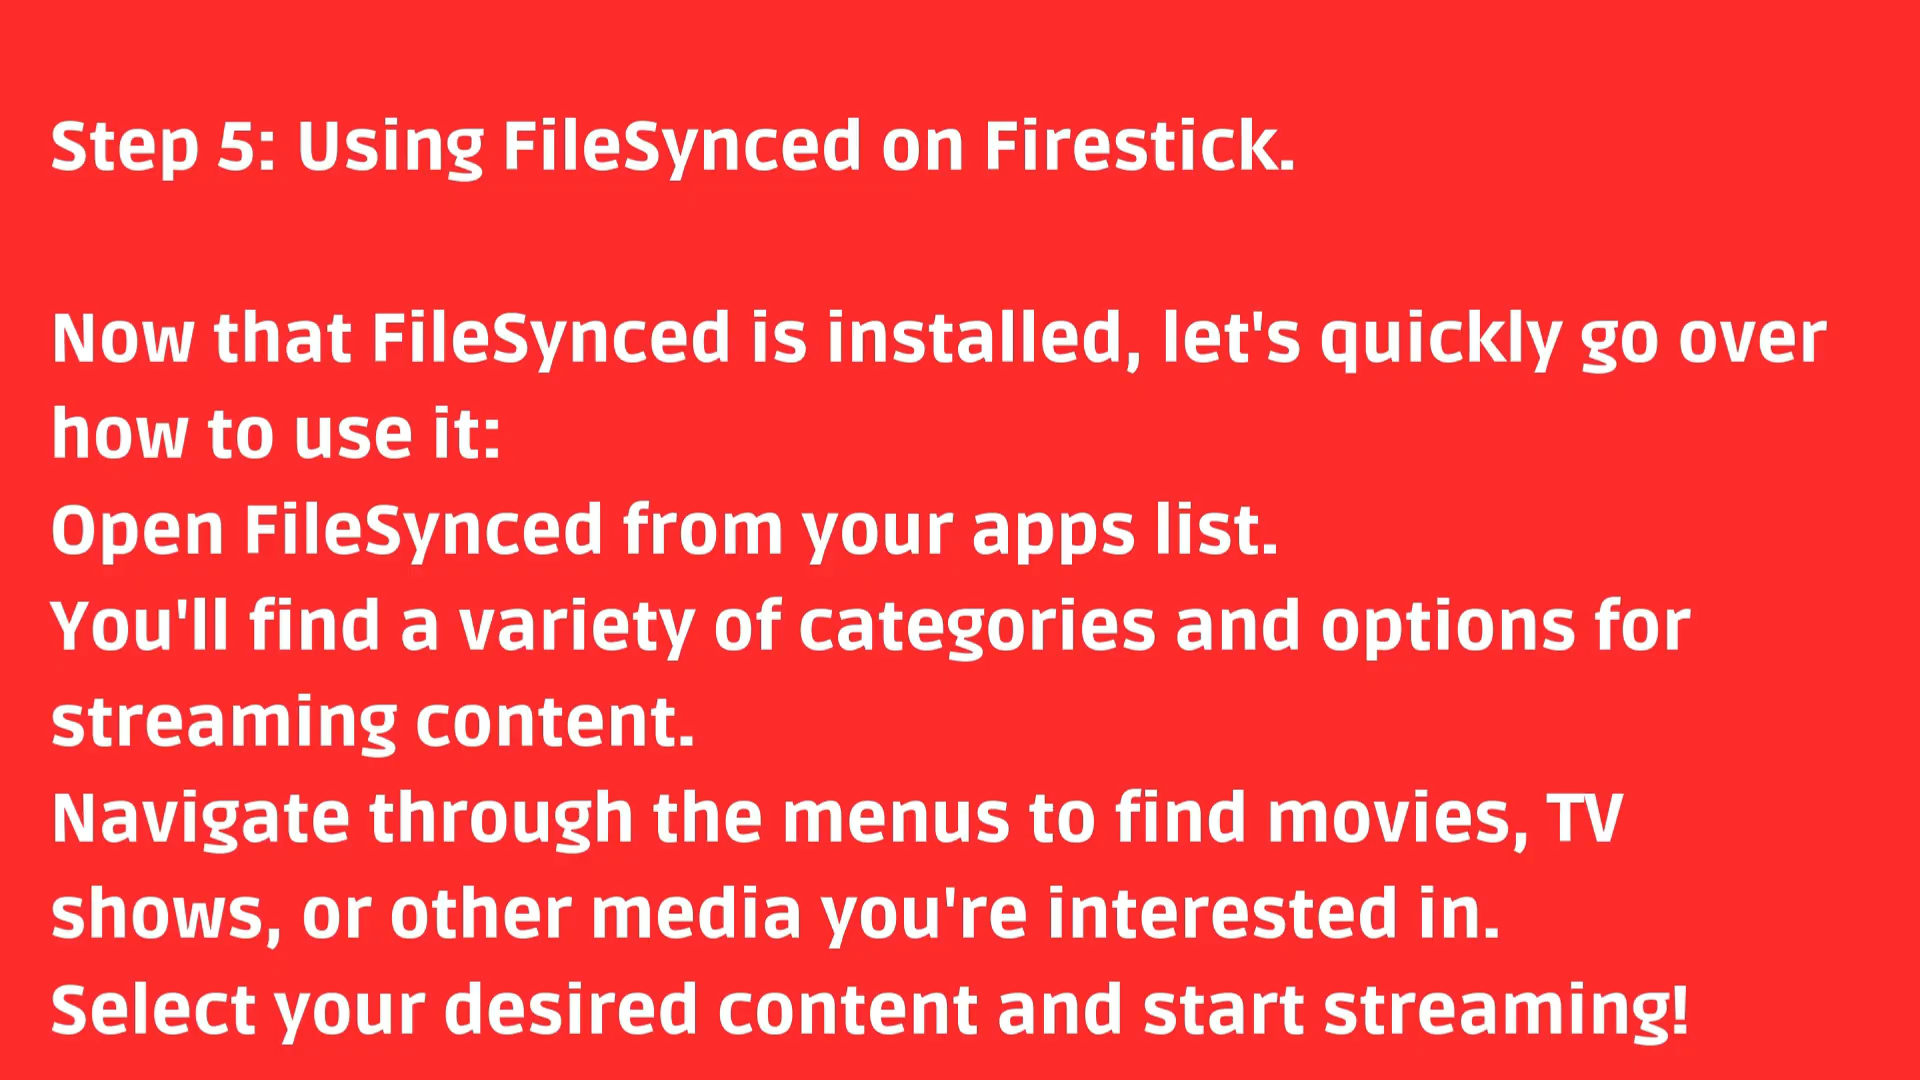 Step 5: Using FileSynced on Firestick.
Now that FileSynced is installed, let's quickly go over
how to use it:
Open FileSynced from your apps list.
You'll find a variety of categories and options for
streaming content.
Navigate through the menus to find movies, TV
shows, or other media you're interested in.
Select your desired content and start streaming!